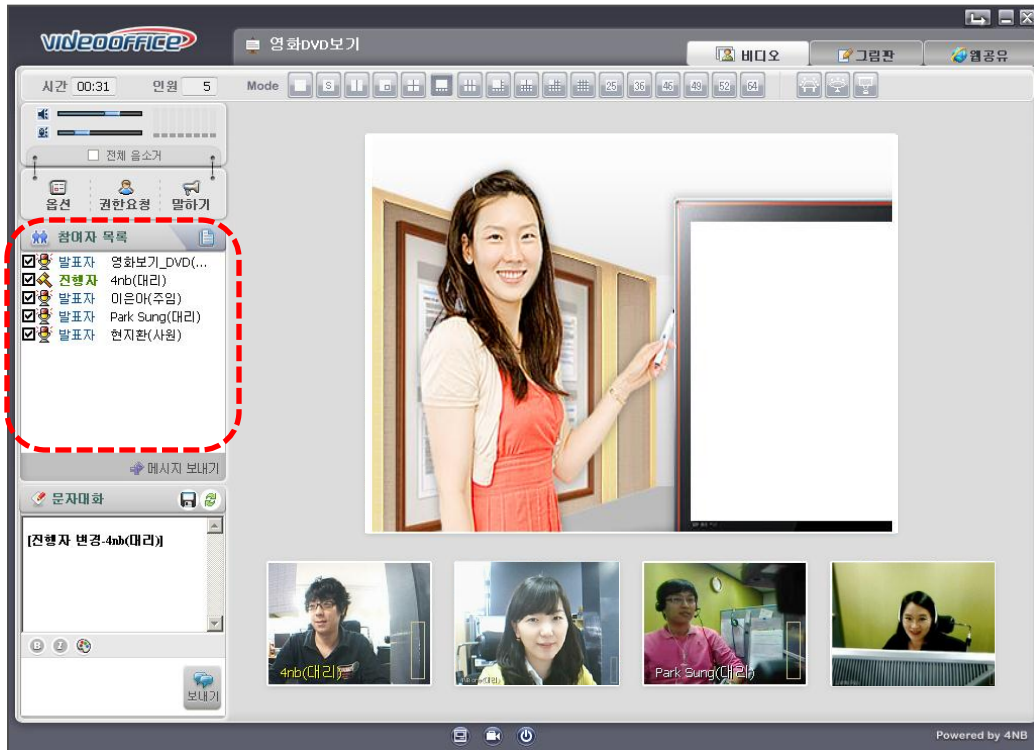 VIDEOOFFICE
영화DVD보기
비디오
그림판
웹공유
시간 00:31 인원 5
Mode
S
25 36 46 49 52 64
전체 음소거
옵션 권한요청 말하기
참여자 목록
발표자 영화보기_DVD(...
진행자 4nb(대리)
발표자 이은아(주임)
발표자 Park Sung(대리)
발표자 현지환(사원)
메시지 보내기
문자대화
[진행자 변경-4nb(대리)]
B I
보내기
4nb(대리)
Park Sung(대리)
Powered by 4NB